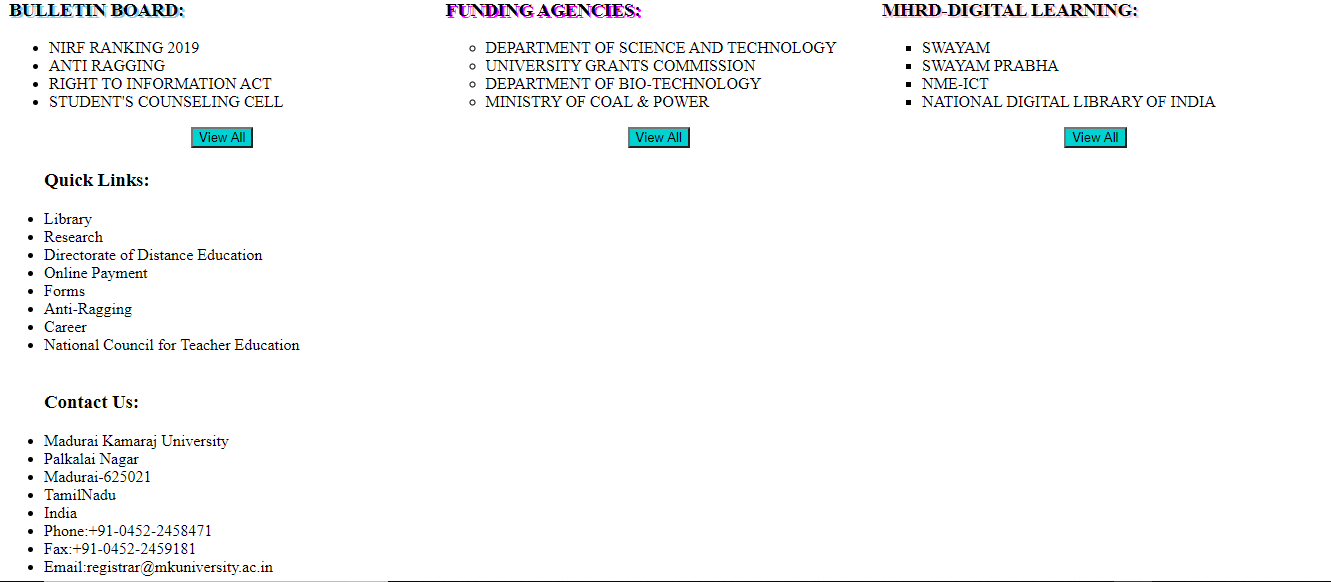 BULLETIN BOARD:
NIRF RANKING 2019
ANTI RAGGING
RIGHT TO INFORMATION ACT
STUDENT'S COUNSELING CELL
View All
FUNDING AGENCIES:
DEPARTMENT OF SCIENCE AND TECHNOLOGY
UNIVERSITY GRANTS COMMISSION
DEPARTMENT OF BIO-TECHNOLOGY
MINISTRY OF COAL & POWER
View All
MHRD-DIGITAL LEARNING:
SWAYAM
SWAYAM PRABHA
NME-ICT
NATIONAL DIGITAL LIBRARY OF INDIA
View All
Quick Links:
Library
Research
Directorate of Distance Education
Online Payment
Forms
Anti-Ragging
Career
National Council for Teacher Education
Contact Us:
Madurai Kamaraj University
Palkalai Nagar
Madurai-625021
TamilNadu
India
Phone:+91-0452-2458471
Fax:+91-0452-2459181
Email:registrar@mkuniversity.ac.in